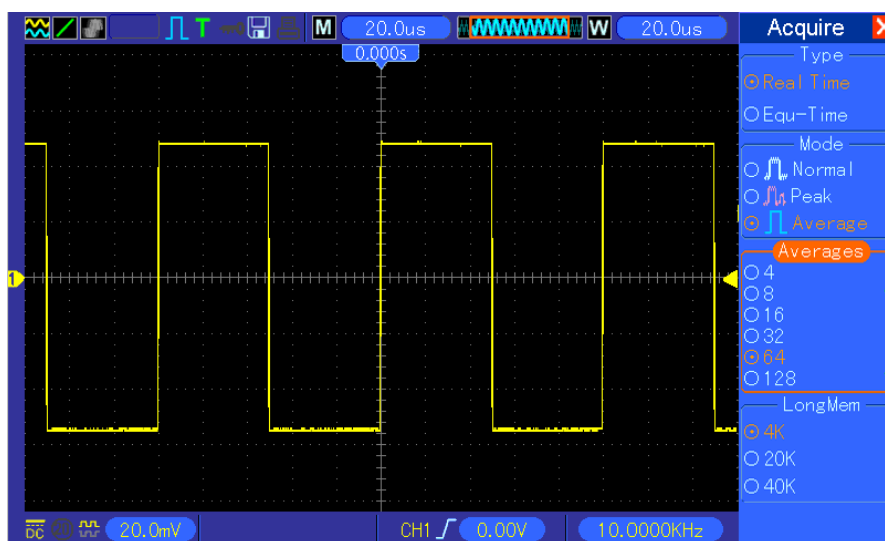 T M 20.0us W 20.0us
0.000s
1
DC 20.0mV CH1 0.00V 10.0000KHz
Acquire X
Type
Real Time
Equ-Time
Mode
Normal
Peak
Average
Averages
4
8
16
32
64
128
LongMem
4K
20K
40K